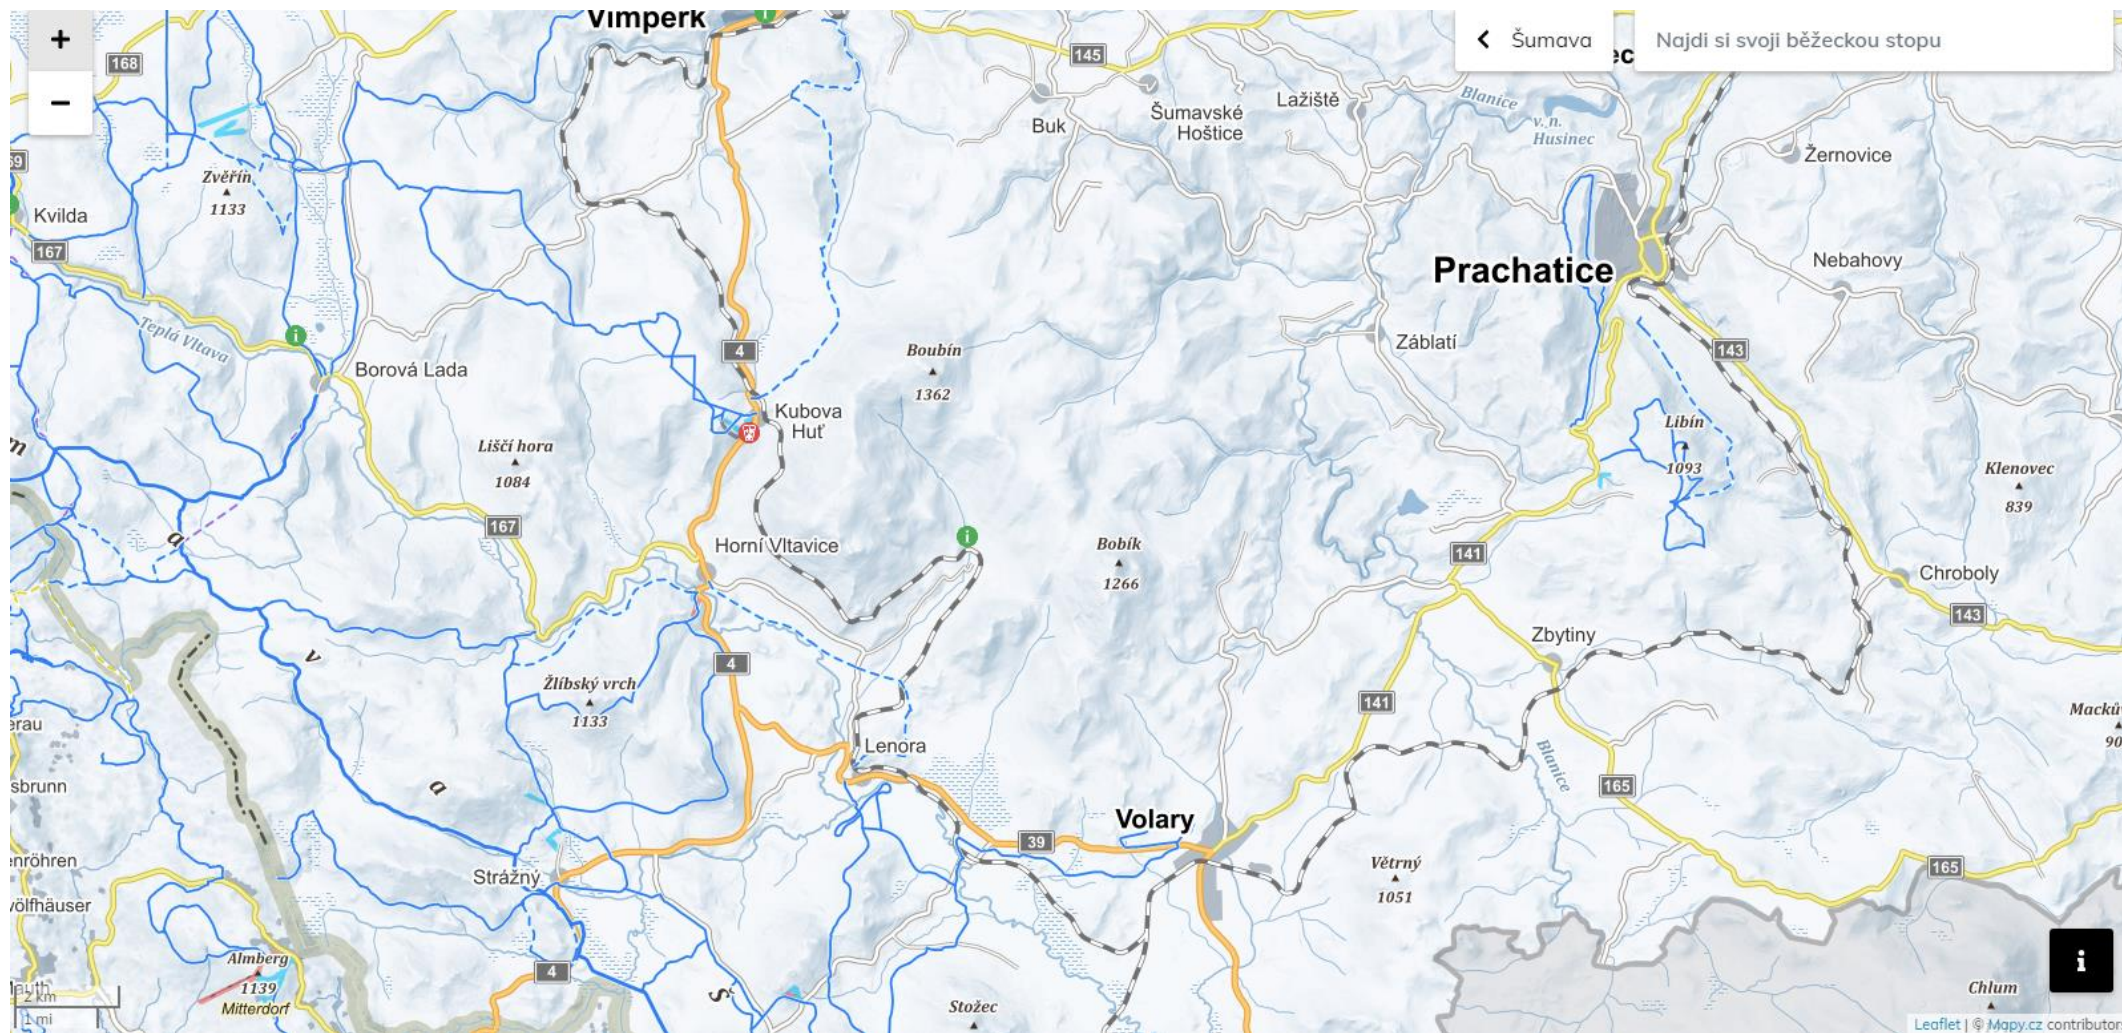 +
−
Šumava
Najdi si svoji běžeckou stopu
Vimperk
168
145
Buk
Šumavské
Hoštice
Lažiště
Blanice
v. n.
Husinec
Žernovice
Zvěřín
1133
Kvilda
167
Teplá Vltava
Borová Lada
Prachatice
Nebahovy
Záblatí
143
4
Boubín
1362
Kubova
Huť
Liščí hora
1084
167
Libín
1093
Klenovec
839
Horní Vltavice
Bobík
1266
141
Chroboly
143
Zbytiny
4
Žlíbský vrch
1133
141
Lenora
Blanice
165
Volary
39
Větrný
1051
165
Strážný
m
a
v
a
Š
Almberg
1139
Mitterdorf
4
Stožec
Chlum
2 km
1 mi
i
Leaflet | © Mapy.cz contributor